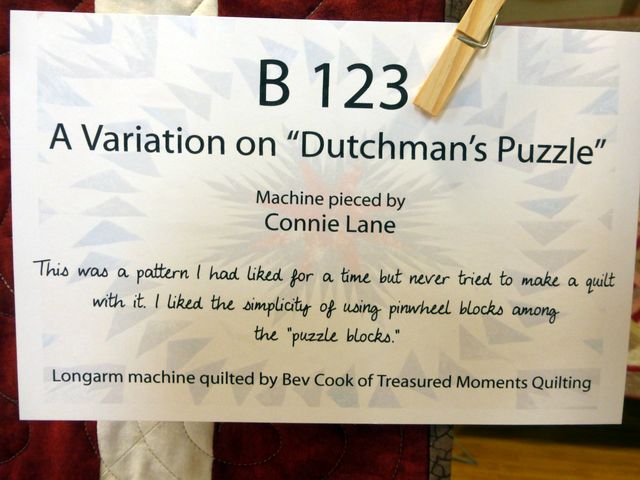 B 123
A Variation on “Dutchman’s Puzzle”
Machine pieced by
Connie Lane
This was a pattern I had liked for a time but never tried to make a quilt
with it. I liked the simplicity of using pinwheel blocks among
the "puzzle blocks."
Longarm machine quilted by Bev Cook of Treasured Moments Quilting